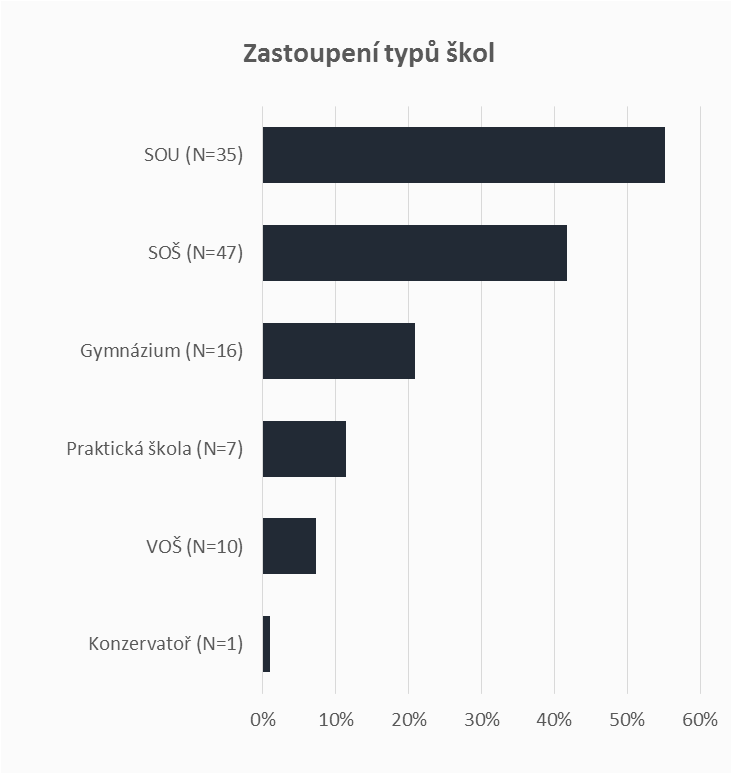 Zastoupení typů škol
SOU (N=35)
SOŠ (N=47)
Gymnázium (N=16)
Praktická škola (N=7)
VOŠ (N=10)
Konzervatoř (N=1)
0% 10% 20% 30% 40% 50% 60%